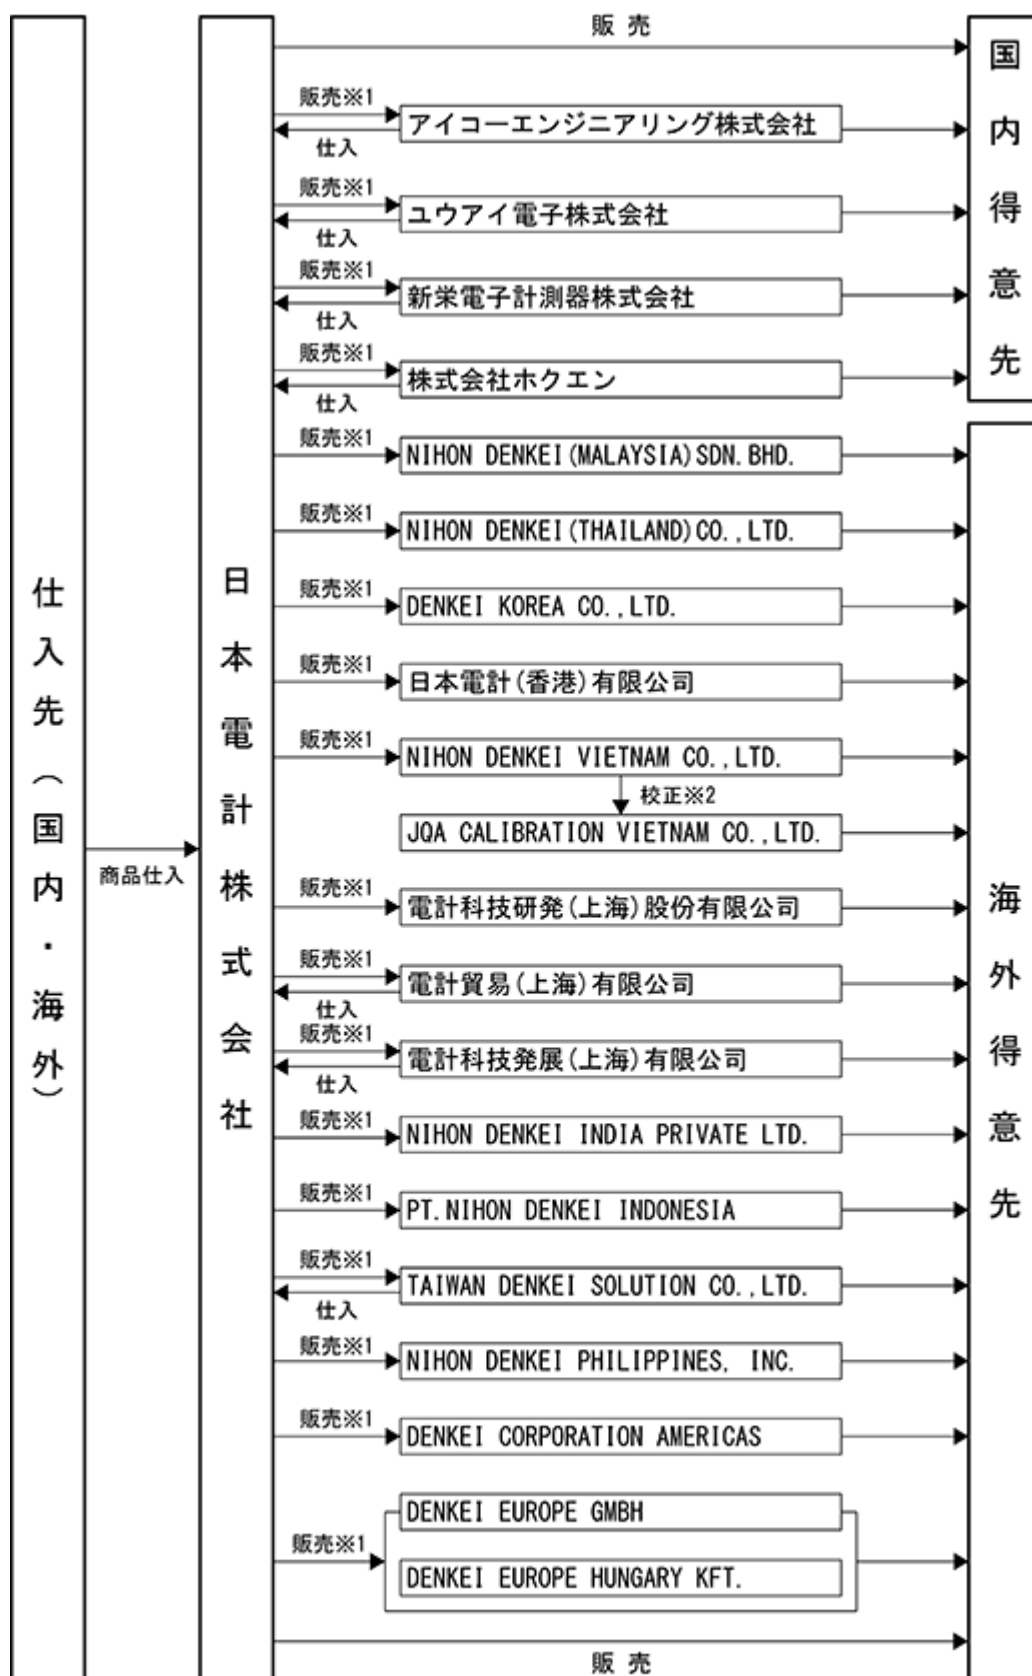 仕入先（国内・海外）
商品仕入
日本電計株式会社
販売
国内得意先
販売※1
アイコーエンジニアリング株式会社
仕入
販売※1
ユウアイ電子株式会社
仕入
販売※1
新栄電子計測器株式会社
仕入
販売※1
株式会社ホクエン
仕入
海外得意先
販売※1
NIHON DENKEI(MALAYSIA)SDN.BHD.
販売※1
NIHON DENKEI(THAILAND)CO.,LTD.
販売※1
DENKEI KOREA CO.,LTD.
販売※1
日本電計(香港)有限公司
販売※1
NIHON DENKEI VIETNAM CO.,LTD.
校正※2
JQA CALIBRATION VIETNAM CO.,LTD.
販売※1
電計科技研発(上海)股份有限公司
販売※1
電計貿易(上海)有限公司
仕入
販売※1
電計科技発展(上海)有限公司
仕入
販売※1
NIHON DENKEI INDIA PRIVATE LTD.
販売※1
PT.NIHON DENKEI INDONESIA
販売※1
TAIWAN DENKEI SOLUTION CO.,LTD.
仕入
販売※1
NIHON DENKEI PHILIPPINES, INC.
販売※1
DENKEI CORPORATION AMERICAS
DENKEI EUROPE GMBH
販売※1
DENKEI EUROPE HUNGARY KFT.
販売